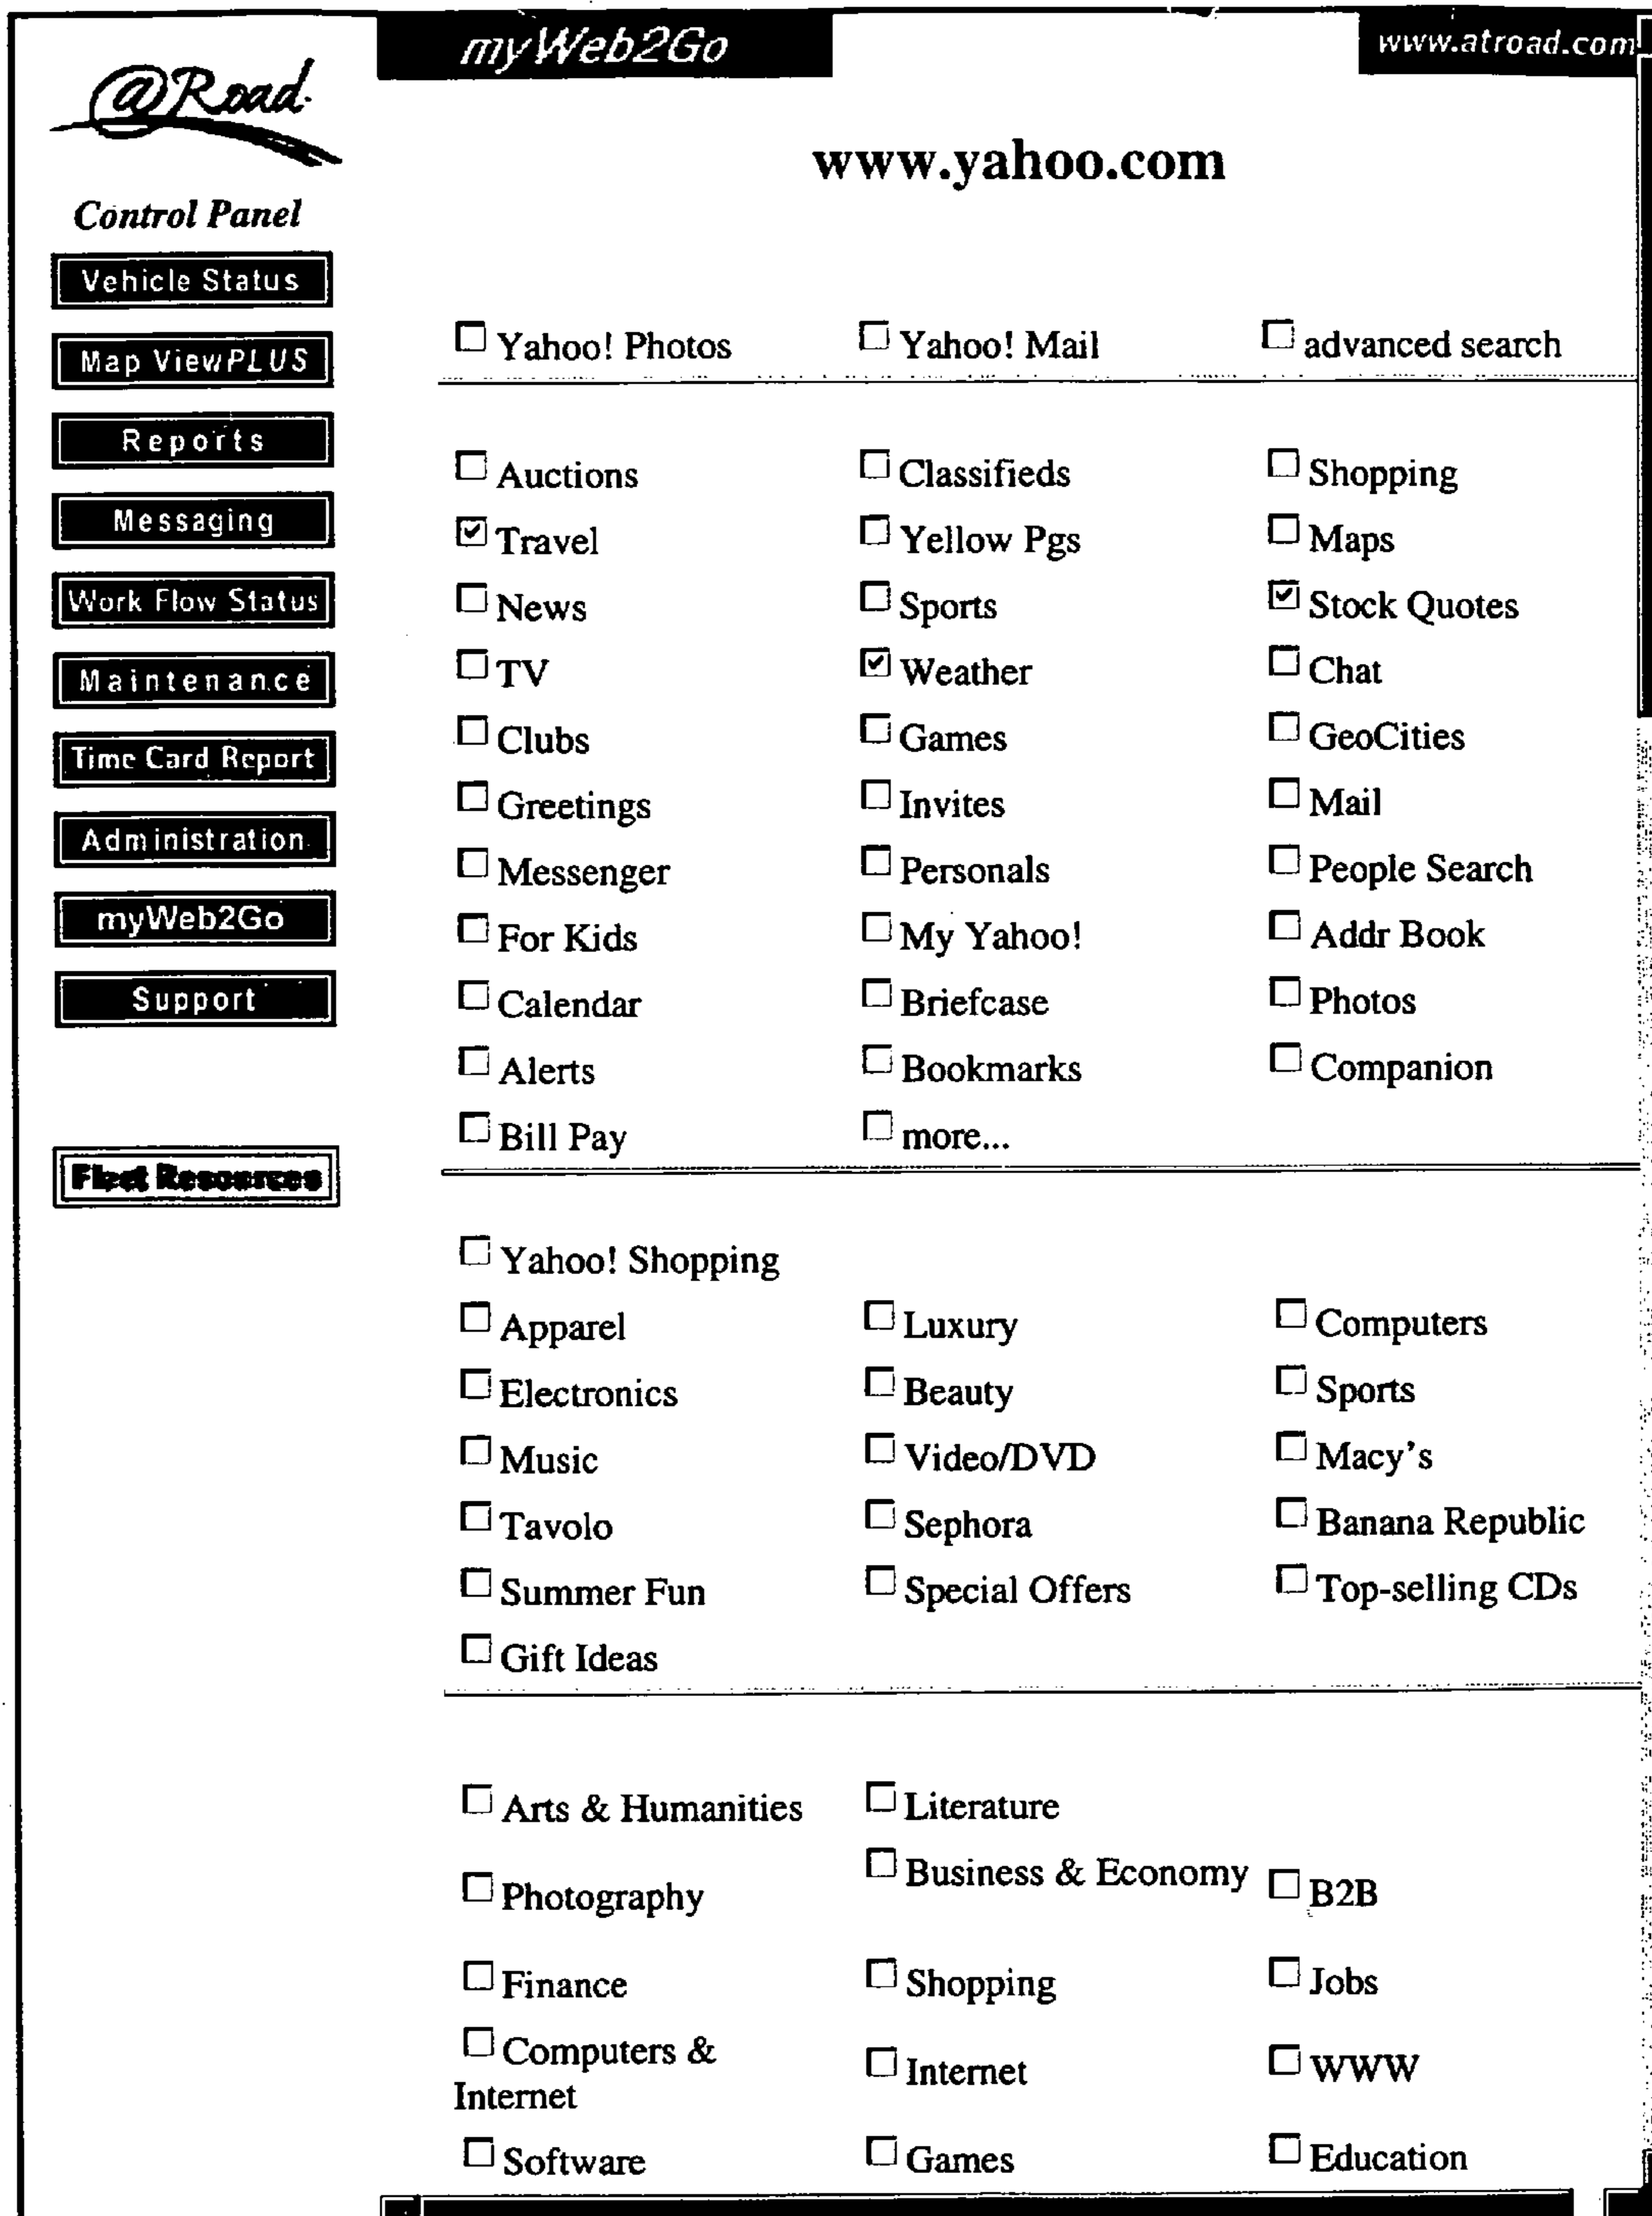 myWeb2Go
www.atroad.com
@Road
www.yahoo.com
Control Panel
Vehicle Status
Map ViewPLUS
Reports
Messaging
Work Flow Status
Maintenance
Time Card Report
Administration
myWeb2Go
Support
Fleet Resources
Yahoo! Photos Yahoo! Mail advanced search
Auctions Classifieds Shopping
Travel Yellow Pgs Maps
News Sports Stock Quotes
TV Weather Chat
Clubs Games GeoCities
Greetings Invites Mail
Messenger Personals People Search
For Kids My Yahoo! Addr Book
Calendar Briefcase Photos
Alerts Bookmarks Companion
Bill Pay more...
Yahoo! Shopping
Apparel Luxury Computers
Electronics Beauty Sports
Music Video/DVD Macy's
Tavolo Sephora Banana Republic
Summer Fun Special Offers Top-selling CDs
Gift Ideas
Arts & Humanities Literature
Photography Business & Economy B2B
Finance Shopping Jobs
Computers & Internet WWW
Internet
Software Games Education